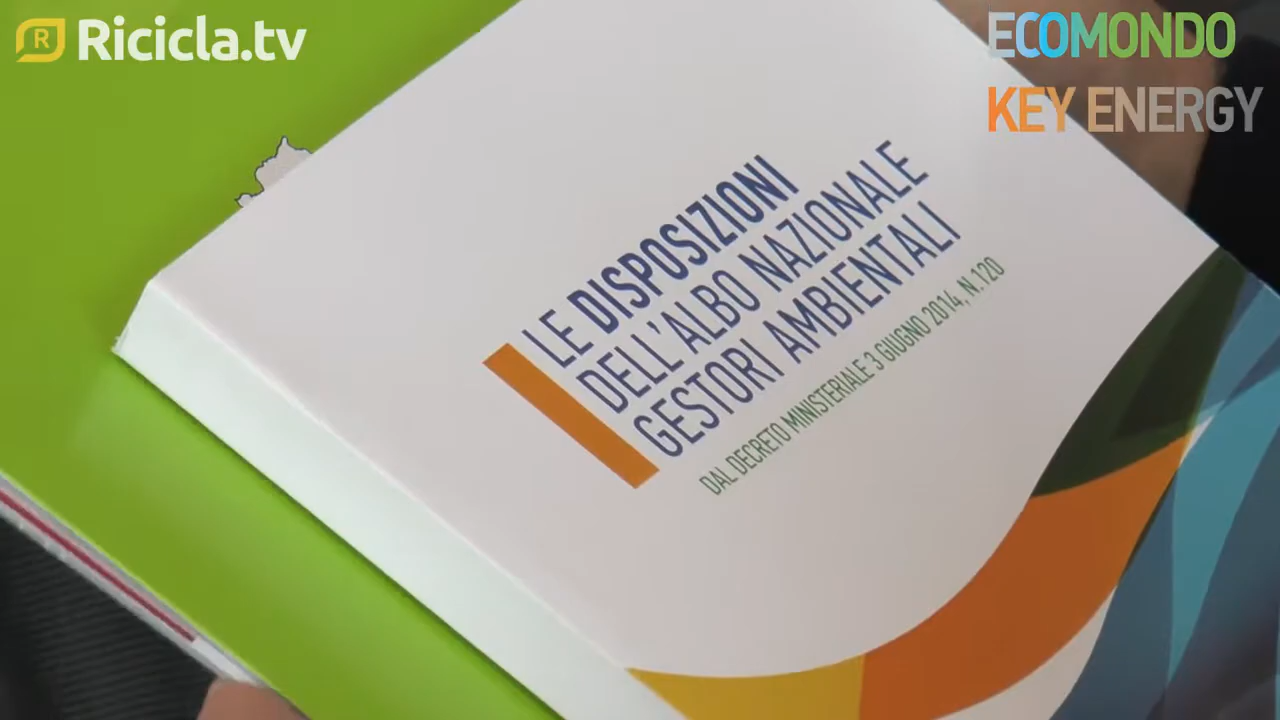 R Ricicla.tv
ECOMONDO
KEY ENERGY
LE DISPOSIZIONI
DELL'ALBO NAZIONALE
GESTORI AMBIENTALI
DAL DECRETO MINISTERIALE 3 GIUGNO 2014, N.120